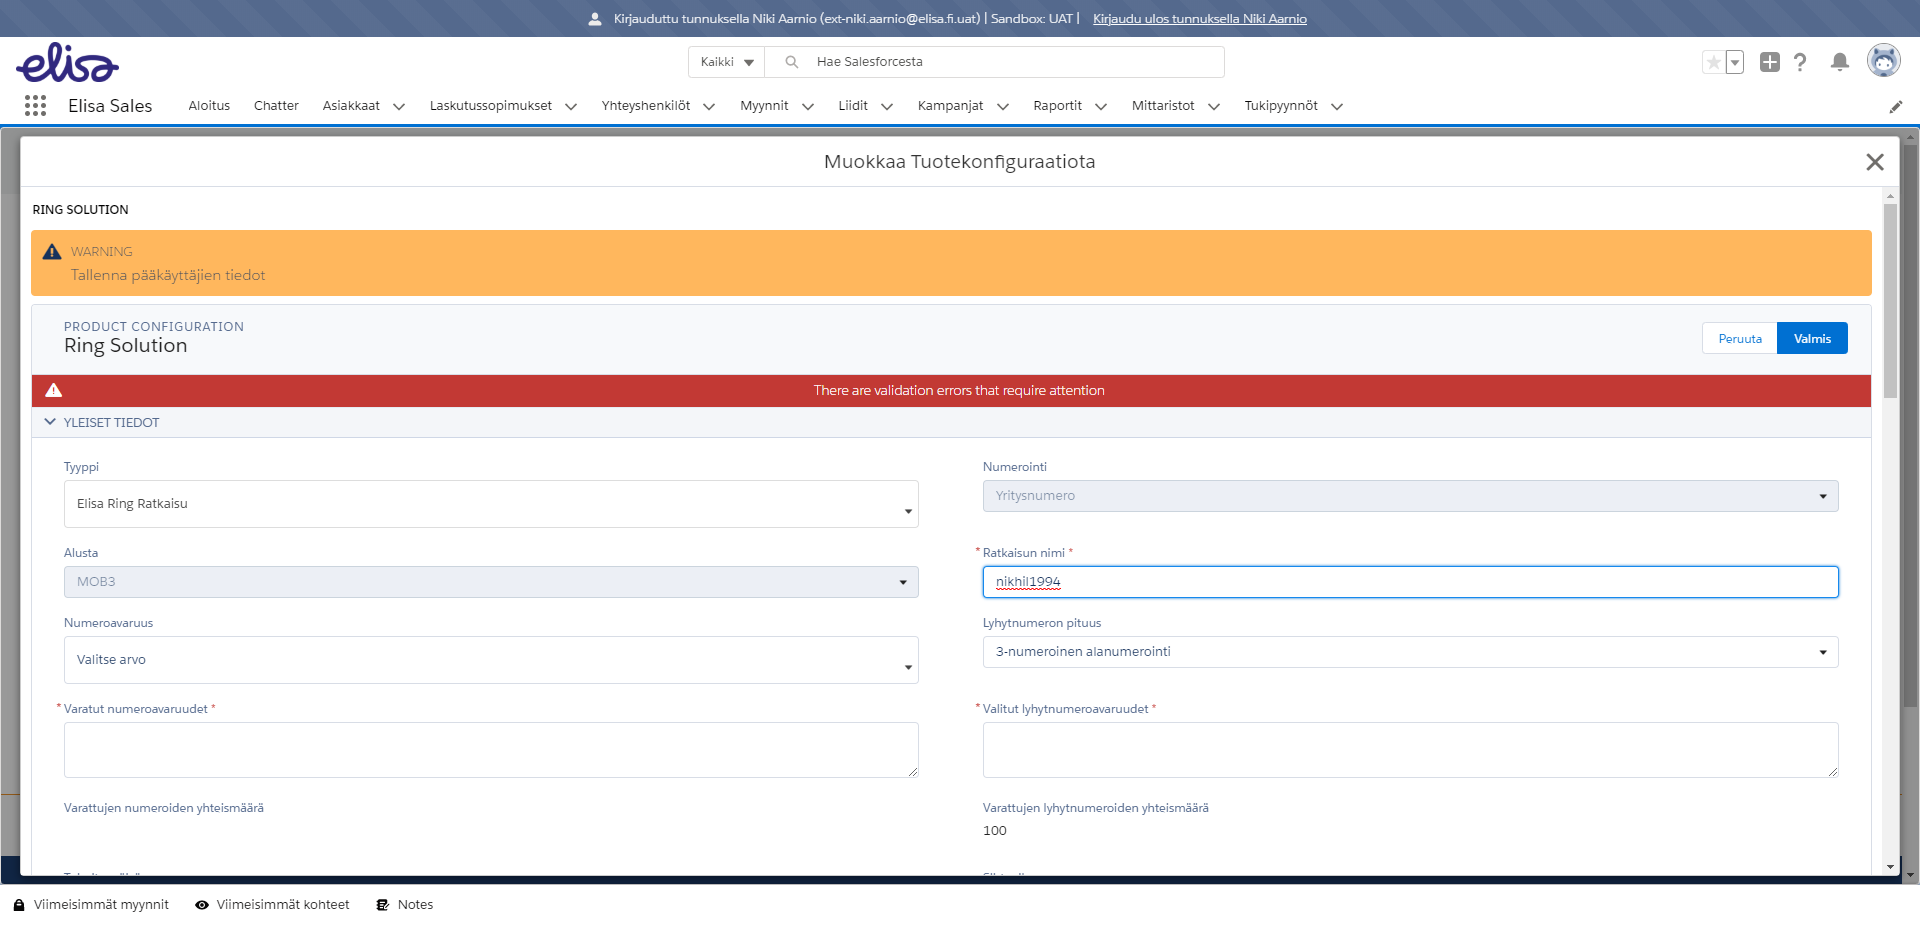 Kirjauduttu tunnuksella Niki Aarnio (ext-niki.aarnio@elisa.fi.uat) | Sandbox: UAT | Kirjaudu ulos tunnuksella Niki Aarnio
elisa
Kaikki Hae Salesforcesta
Elisa Sales Aloitus Chatter Asiakkaat Laskutussopimukset Yhteyshenkilöt Myynnit Liidit Kampanjat Raportit Mittaristot Tukipyynnöt
Muokkaa Tuotekonfiguraatiota
RING SOLUTION
WARNING
Tallenna pääkäyttäjien tiedot
PRODUCT CONFIGURATION
Ring Solution
Peruuta Valmis
There are validation errors that require attention
YLEISET TIEDOT
Tyyppi Numerointi
Elisa Ring Ratkaisu Yritysnumero
Alusta * Ratkaisun nimi *
MOB3 nikhil1994
Numeroavaruus Lyhytnumeron pituus
Valitse arvo 3-numeroinen alanumerointi
* Varatut numeroavaruudet * * Valitut lyhytnumeroavaruudet *
Varattujen numeroiden yhteismäärä Varattujen lyhytnumeroiden yhteismäärä
100
Viimeisimmät myynnit Viimeisimmät kohteet Notes